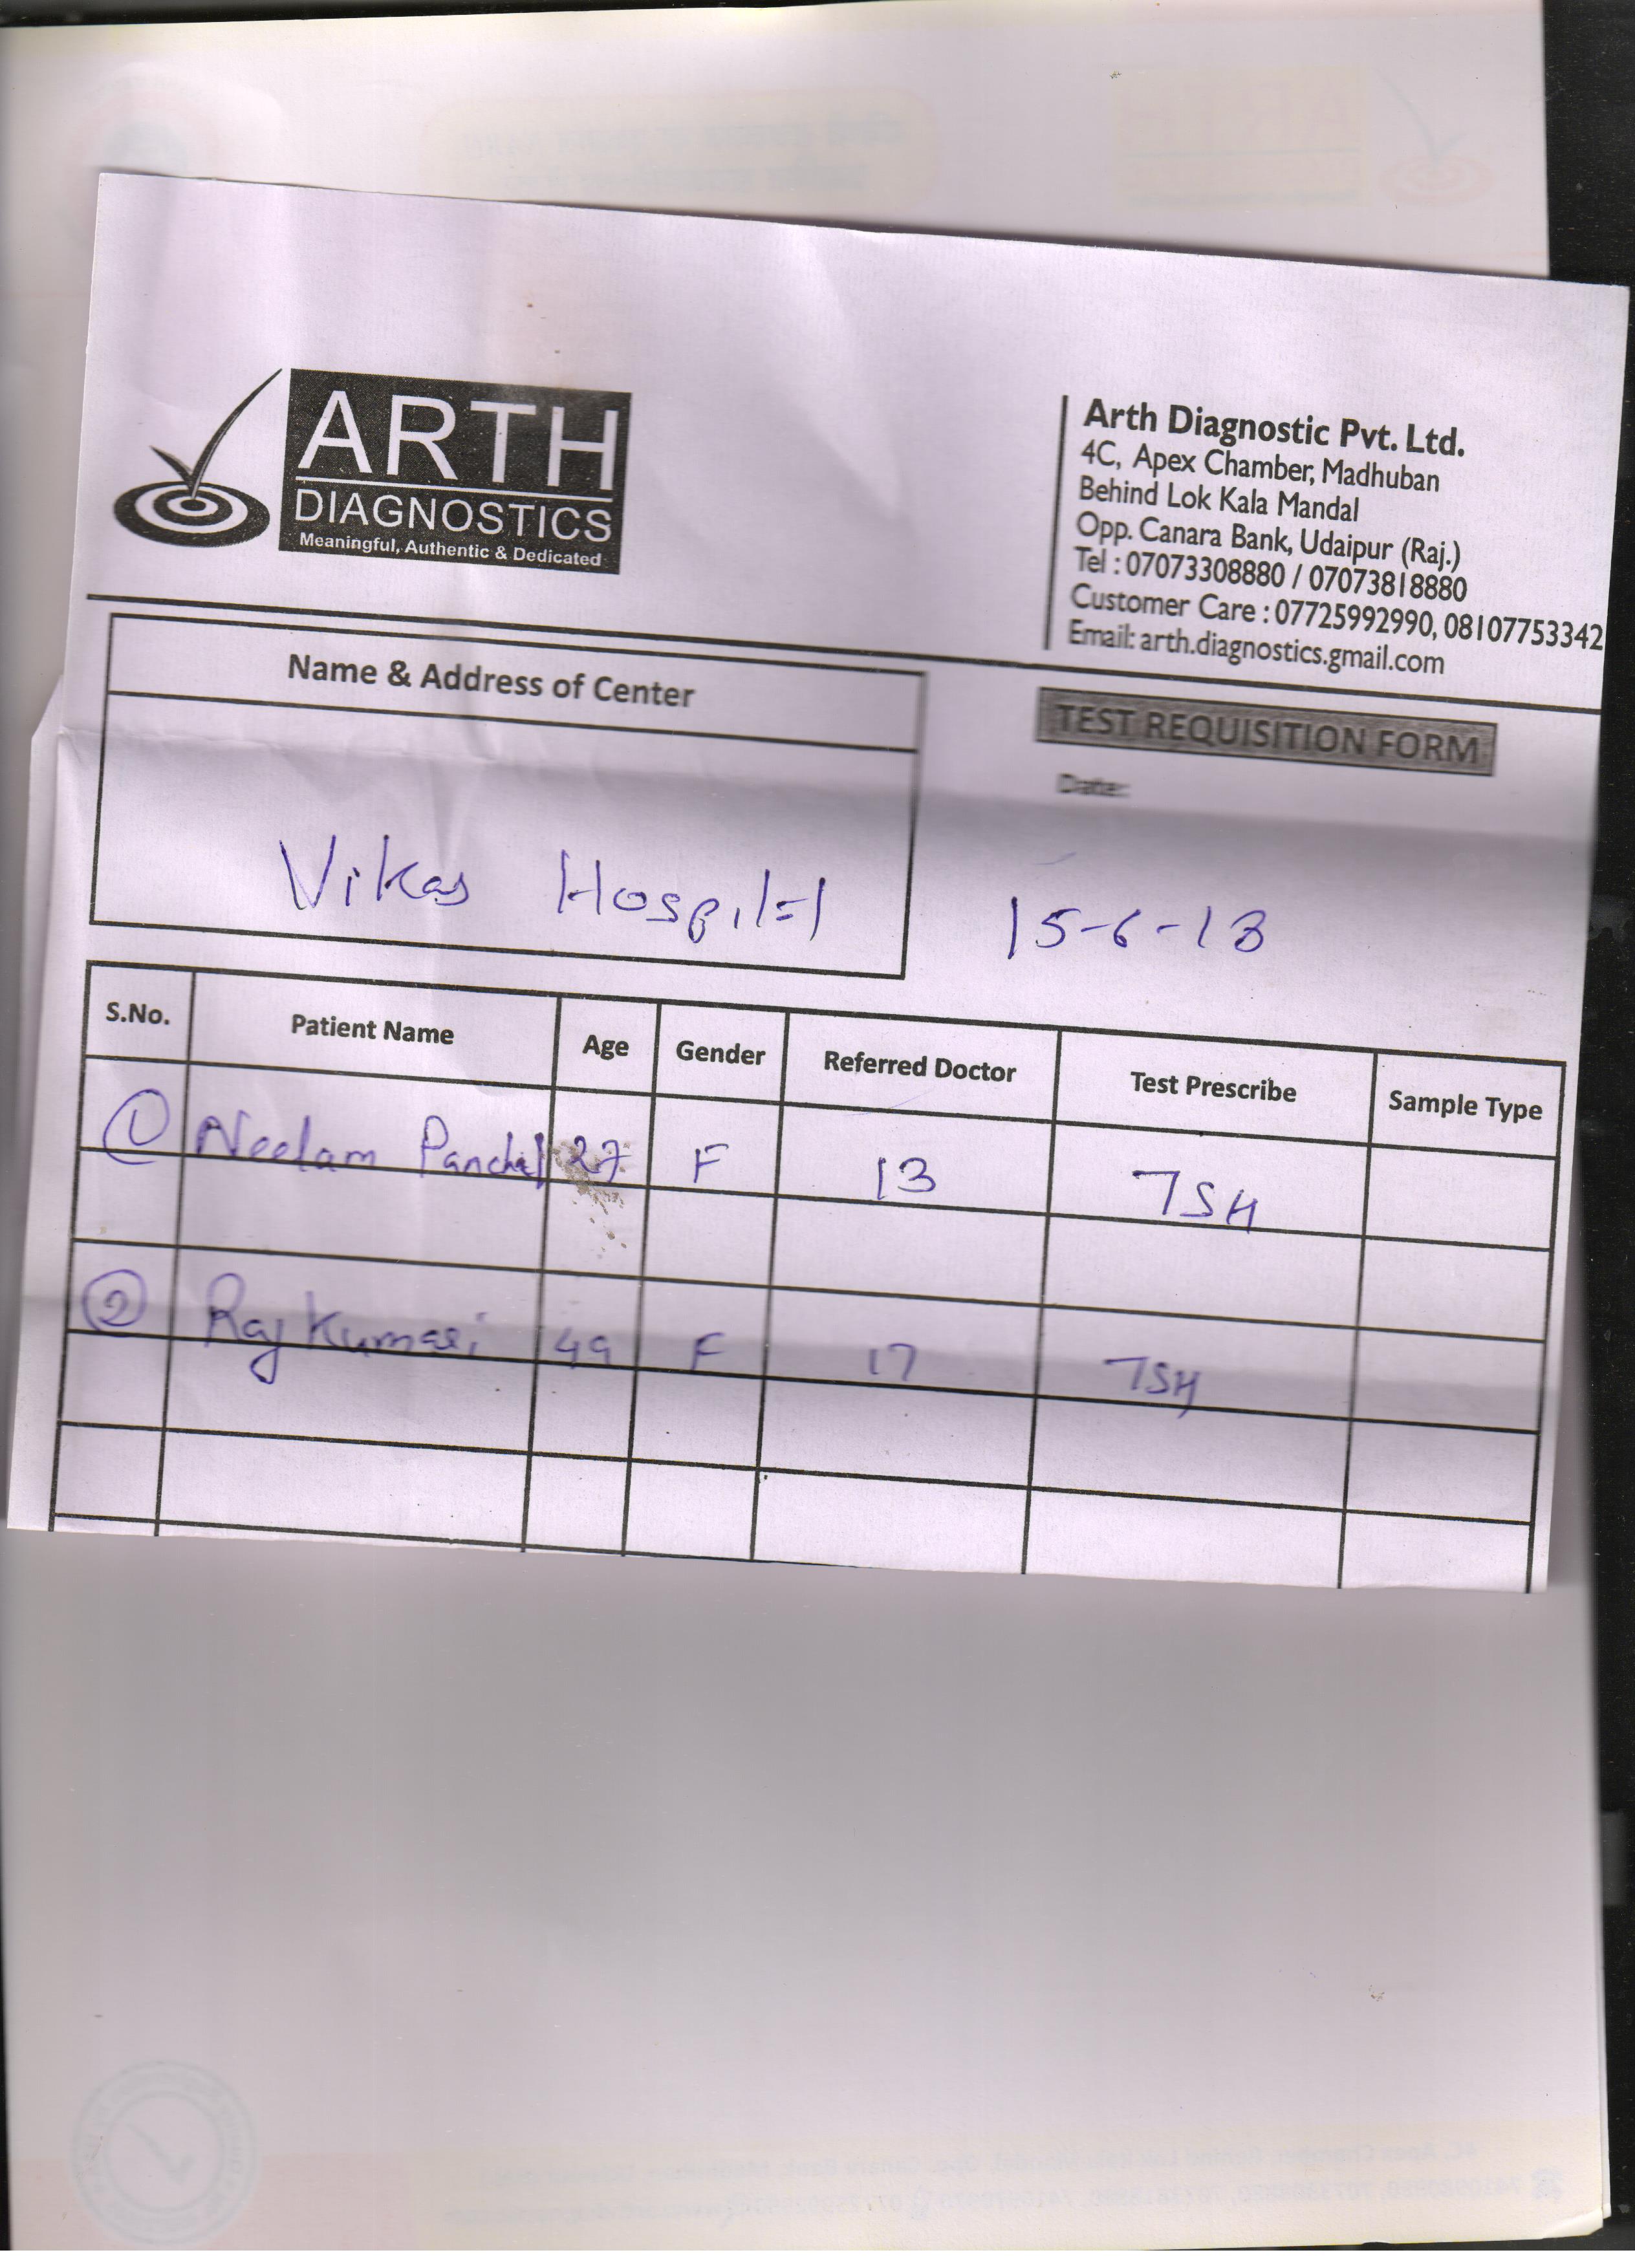 ARTH
DIAGNOSTICS
Meaningful, Authentic & Dedicated
Arth Diagnostic Pvt. Ltd.
4C, Apex Chamber, Madhuban
Behind Lok Kala Mandal
Opp. Canara Bank, Udaipur (Raj.)
Tel : 07073308880 / 07073818880
Customer Care : 07725992990, 08107753342
Email: arth.diagnostics.gmail.com
Name & Address of Center
TEST REQUISITION FORM
Date:
Vikas Hospital
15-6-18
S.No. Patient Name Age Gender Referred Doctor Test Prescribe Sample Type
1 Neelam Panchal 27 F 13 TSH
2 Raj Kumari 49 F 17 TSH